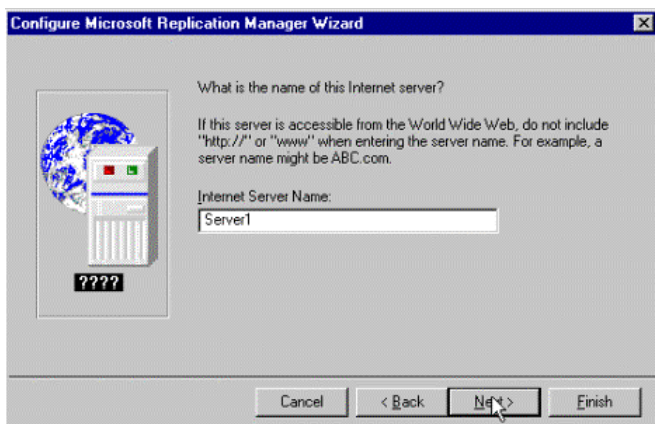 Configure Microsoft Replication Manager Wizard
What is the name of this Internet server?
If this server is accessible from the World Wide Web, do not include
"http://" or "www" when entering the server name. For example, a
server name might be ABC.com.
Internet Server Name:
Server1
????
Cancel
< Back
Next >
Finish